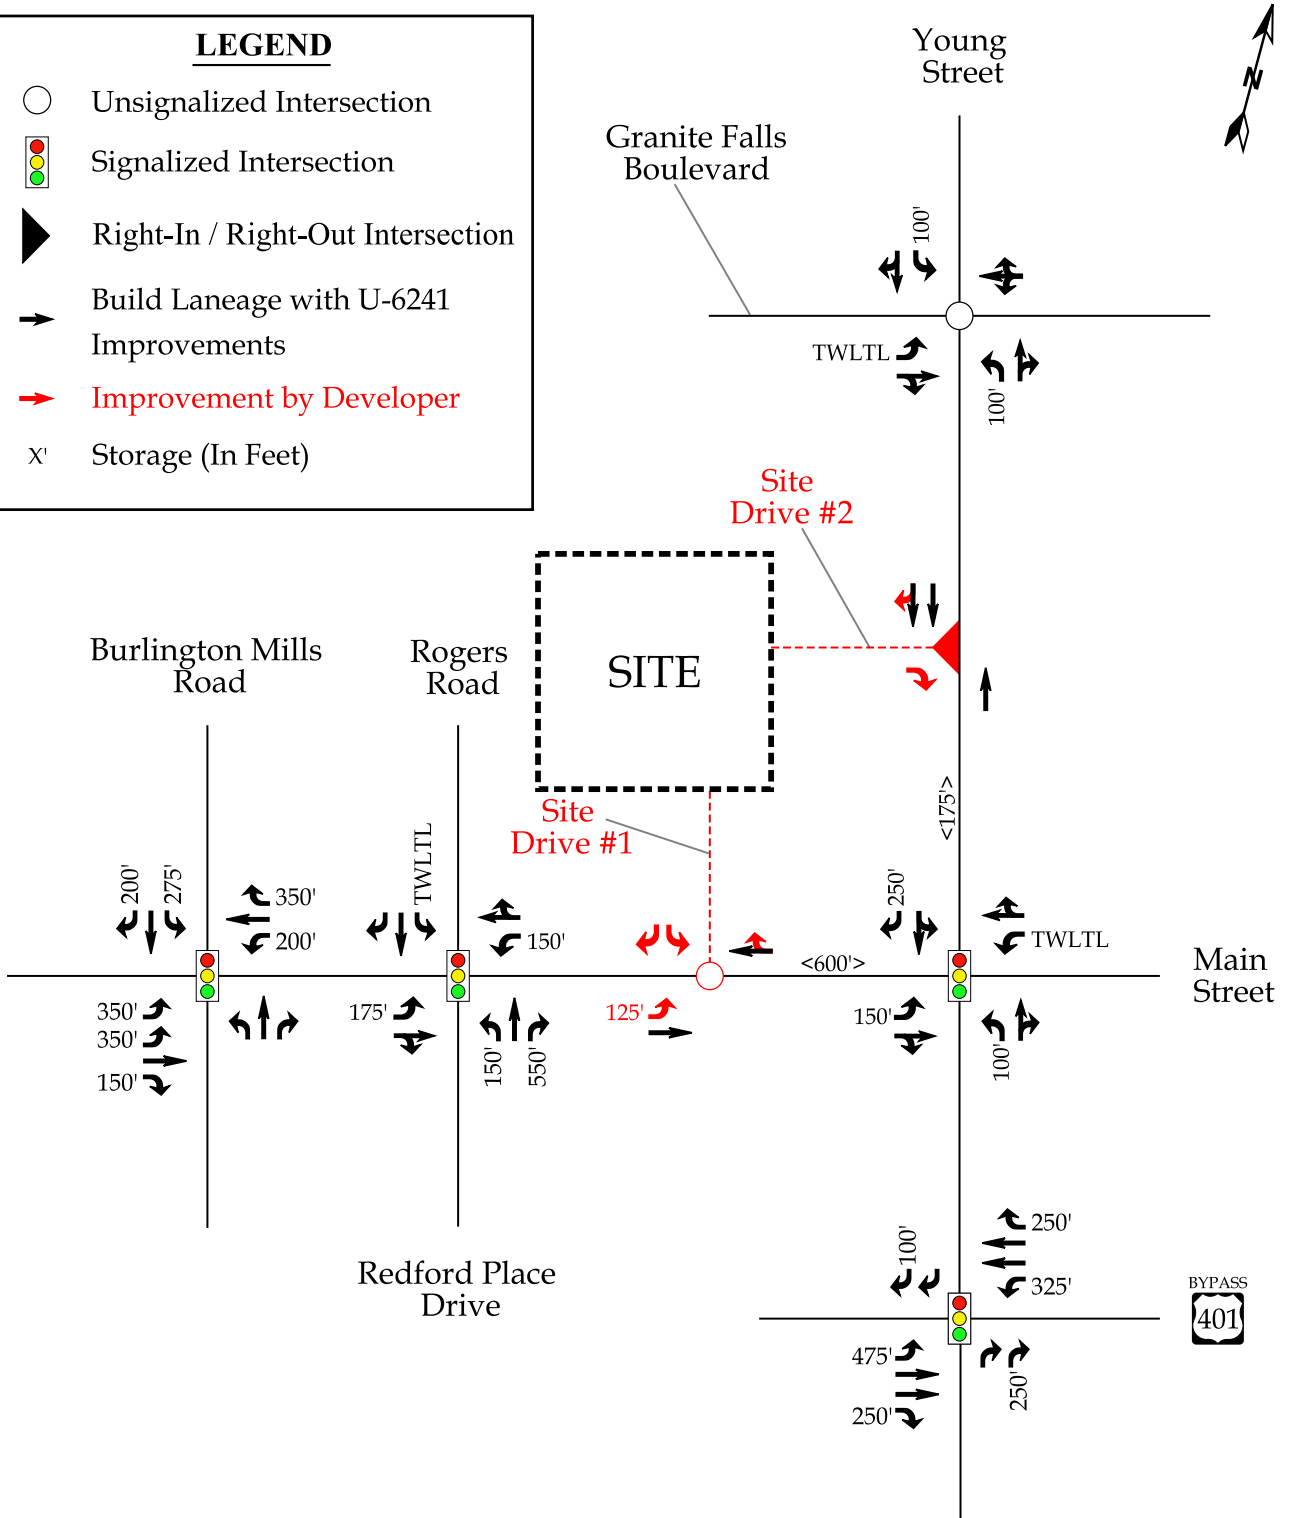 LEGEND
Unsignalized Intersection
Signalized Intersection
Right-In / Right-Out Intersection
Build Laneage with U-6241
Improvements
Improvement by Developer
X' Storage (In Feet)
N
Young
Street
Granite Falls
Boulevard
100'
TWLTL
100'
Site
Drive #2
SITE
Burlington Mills
Road
Rogers
Road
Site
Drive #1
<175'>
200'
275'
350'
200'
350'
350'
150'
TWLTL
150'
175'
150'
550'
125'
<600'>
250'
TWLTL
150'
100'
Main
Street
Redford Place
Drive
100'
250'
325'
475'
250'
250'
BYPASS
401